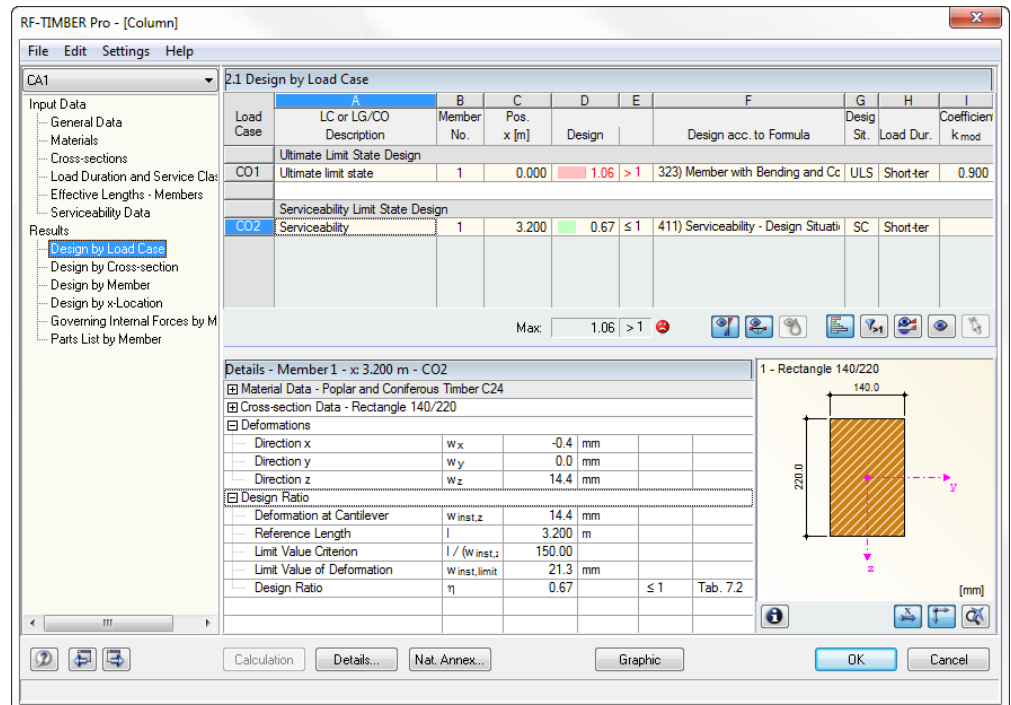 RF-TIMBER Pro - [Column]
File Edit Settings Help
CA1
Input Data
General Data
Materials
Cross-sections
Load Duration and Service Clas
Effective Lengths - Members
Serviceability Data
Results
Design by Load Case
Design by Cross-section
Design by Member
Design by x-Location
Governing Internal Forces by M
Parts List by Member
2.1 Design by Load Case
A B C D E F G H I
Load Case LC or LG/CO Description Member No. Pos. x [m] Design Design acc. to Formula Desig Sit. Load Dur. Coefficien k mod
Ultimate Limit State Design
CO1 Ultimate limit state 1 0.000 1.06 > 1 323) Member with Bending and Cc ULS Short-ter 0.900
Serviceability Limit State Design
CO2 Serviceability 1 3.200 0.67 ≤ 1 411) Serviceability - Design Situati SC Short-ter
Max: 1.06 > 1
>1
Details - Member 1 - x: 3.200 m - CO2
Material Data - Poplar and Coniferous Timber C24
Cross-section Data - Rectangle 140/220
Deformations
Direction x w x -0.4 mm
Direction y w y 0.0 mm
Direction z w z 14.4 mm
Design Ratio
Deformation at Cantilever w inst,z 14.4 mm
Reference Length l 3.200 m
Limit Value Criterion l / (w inst,z 150.00
Limit Value of Deformation w inst,limit 21.3 mm
Design Ratio η 0.67 ≤ 1 Tab. 7.2
1 - Rectangle 140/220
140.0
220.0
y
z
[mm]
Calculation Details... Nat. Annex... Graphic OK Cancel